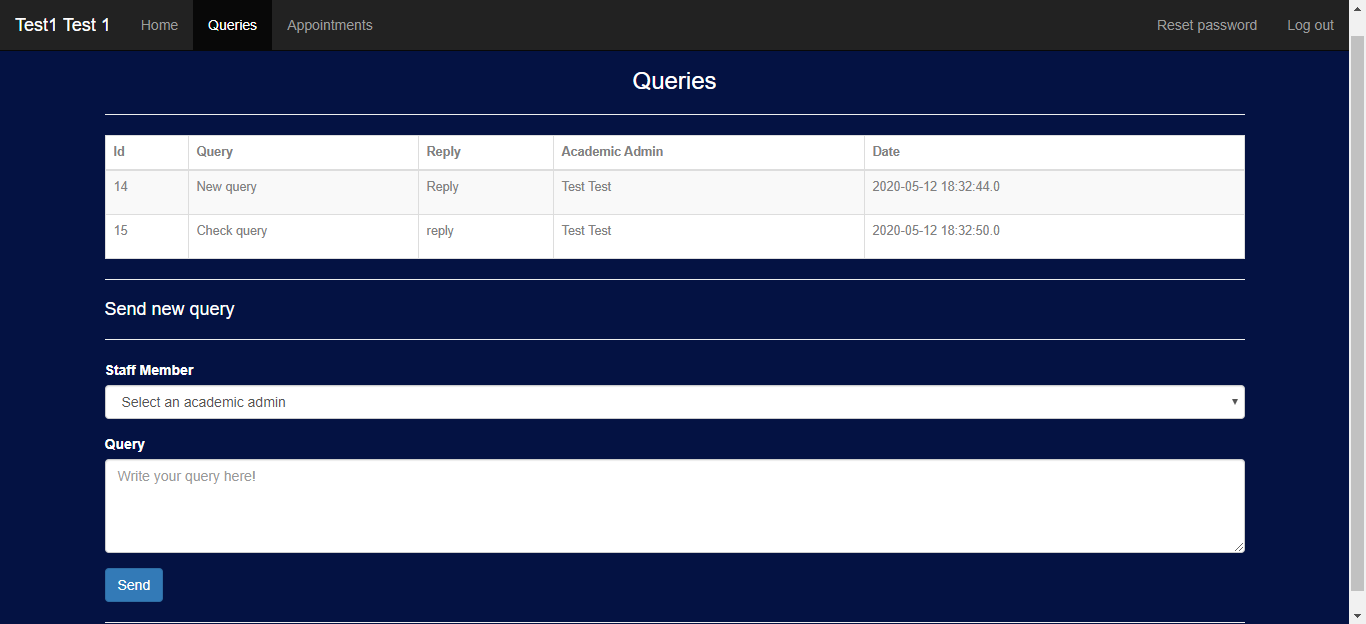 Test1 Test 1 Home Queries Appointments Reset password Log out
Queries
Id Query Reply Academic Admin Date
14 New query Reply Test Test 2020-05-12 18:32:44.0
15 Check query reply Test Test 2020-05-12 18:32:50.0
Send new query
Staff Member
Select an academic admin
Query
Write your query here!
Send